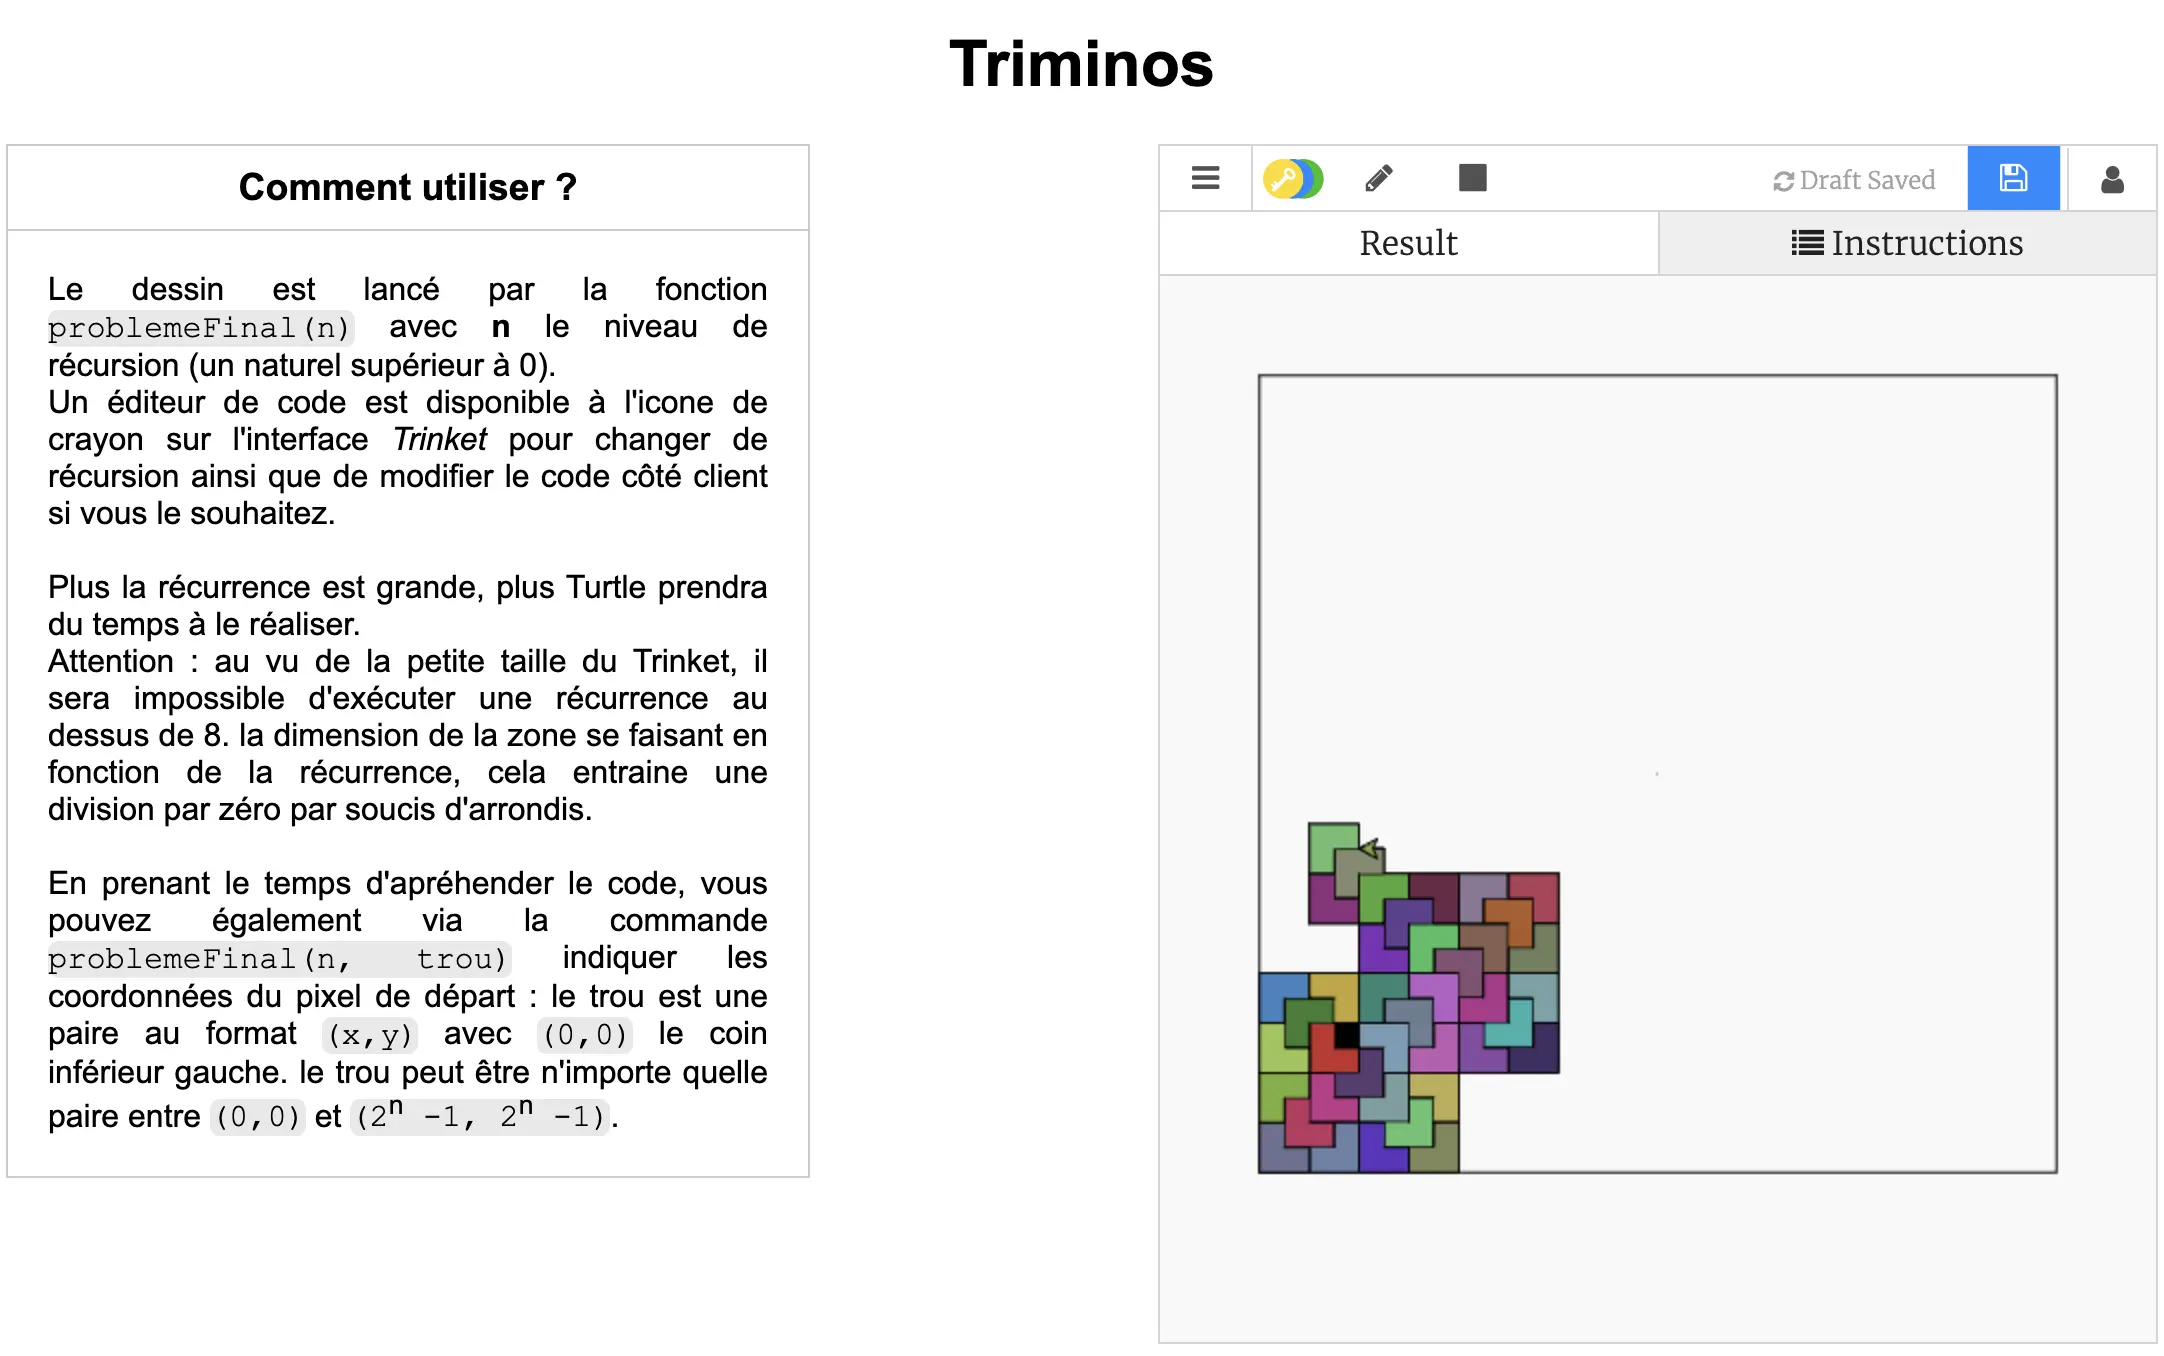 Triminos
Comment utiliser ?
Le dessin est lancé par la fonction
problemeFinal(n) avec n le niveau de
récursion (un naturel supérieur à 0).
Un éditeur de code est disponible à l'icone de
crayon sur l'interface Trinket pour changer de
récursion ainsi que de modifier le code côté client
si vous le souhaitez.
Plus la récurrence est grande, plus Turtle prendra
du temps à le réaliser.
Attention : au vu de la petite taille du Trinket, il
sera impossible d'exécuter une récurrence au
dessus de 8. la dimension de la zone se faisant en
fonction de la récurrence, cela entraine une
division par zéro par soucis d'arrondis.
En prenant le temps d'apréhender le code, vous
pouvez également via la commande
problemeFinal(n, trou) indiquer les
coordonnées du pixel de départ : le trou est une
paire au format (x,y) avec (0,0) le coin
inférieur gauche. le trou peut être n'importe quelle
paire entre (0,0) et (2ⁿ -1, 2ⁿ -1).
Draft Saved
Result
Instructions